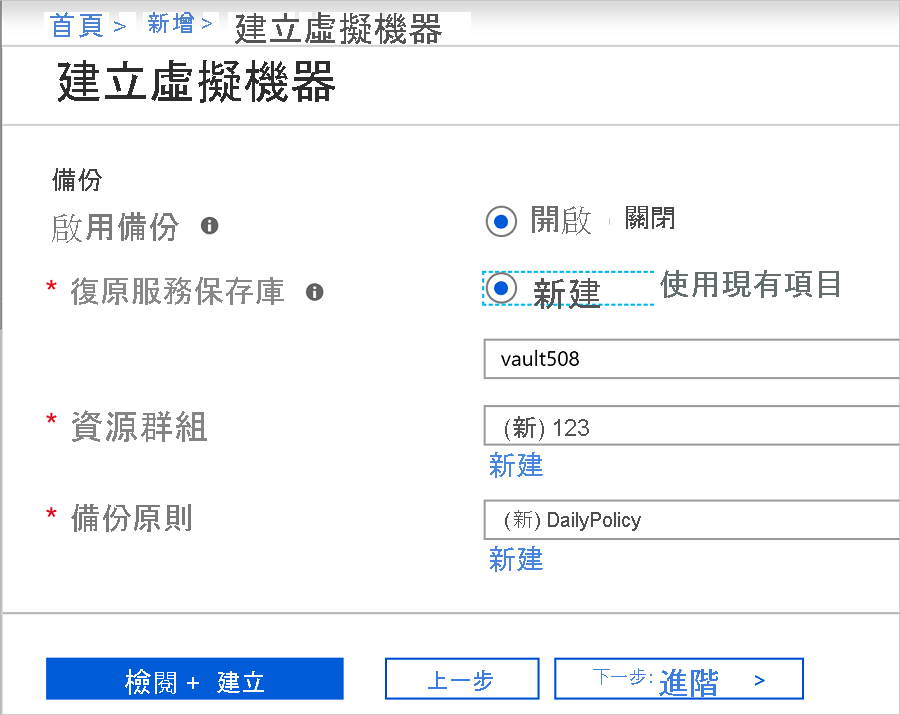 首頁 > 新增 > 建立虛擬機器
建立虛擬機器
備份
啟用備份 開啟 關閉
* 復原服務保存庫 新建 使用現有項目
vault508
* 資源群組 (新) 123
新建
* 備份原則 (新) DailyPolicy
新建
檢閱 + 建立 上一步 下一步: 進階 >